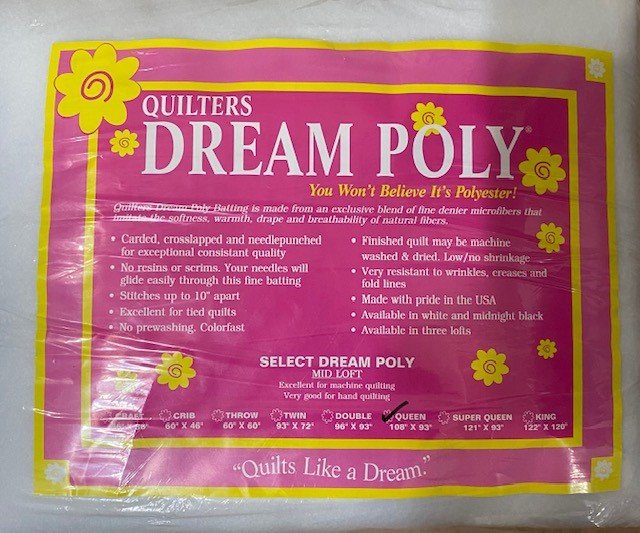 QUILTERS
DREAM POLY®
You Won't Believe It's Polyester!
Quilters Dream Poly Batting is made from an exclusive blend of fine denier microfibers that
imitate the softness, warmth, drape and breathability of natural fibers.
• Carded, crosslapped and needlepunched
for exceptional consistant quality
• No resins or scrims. Your needles will
glide easily through this fine batting
• Stitches up to 10" apart
• Excellent for tied quilts
• No prewashing. Colorfast
• Finished quilt may be machine
washed & dried. Low/no shrinkage
• Very resistant to wrinkles, creases and
fold lines
• Made with pride in the USA
• Available in white and midnight black
• Available in three lofts
SELECT DREAM POLY
MID LOFT
Excellent for machine quilting
Very good for hand quilting
CRAFT CRIB THROW TWIN DOUBLE QUEEN SUPER QUEEN KING
60" X 46" 60" X 60" 93" X 72" 96" X 93" 108" X 93" 121" X 93" 122" X 120"
"Quilts Like a Dream."